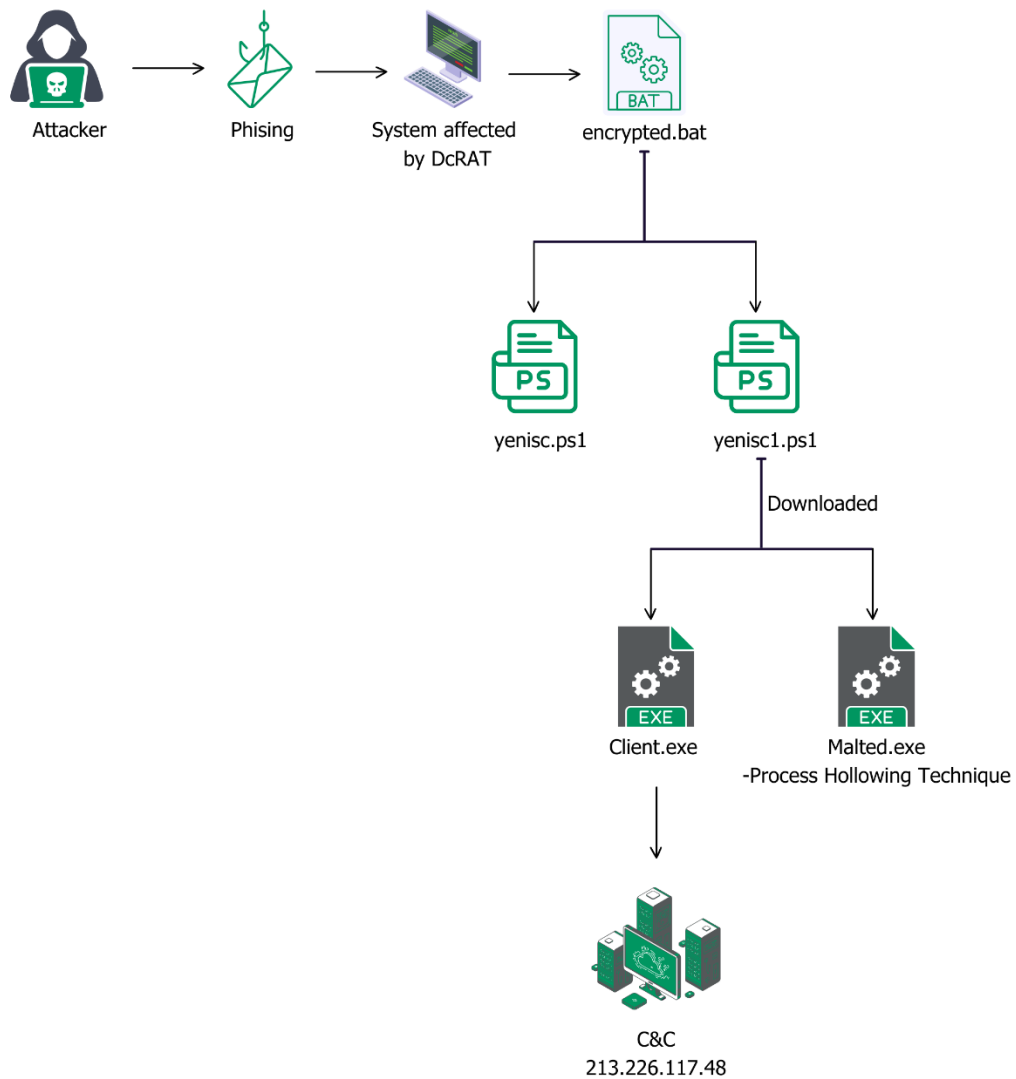 Attacker
Phising
System affected
by DcRAT
BAT
encrypted.bat
PS
PS
yenisc.ps1
yenisc1.ps1
Downloaded
EXE
EXE
Client.exe
Malted.exe
-Process Hollowing Technique
C&C
213.226.117.48